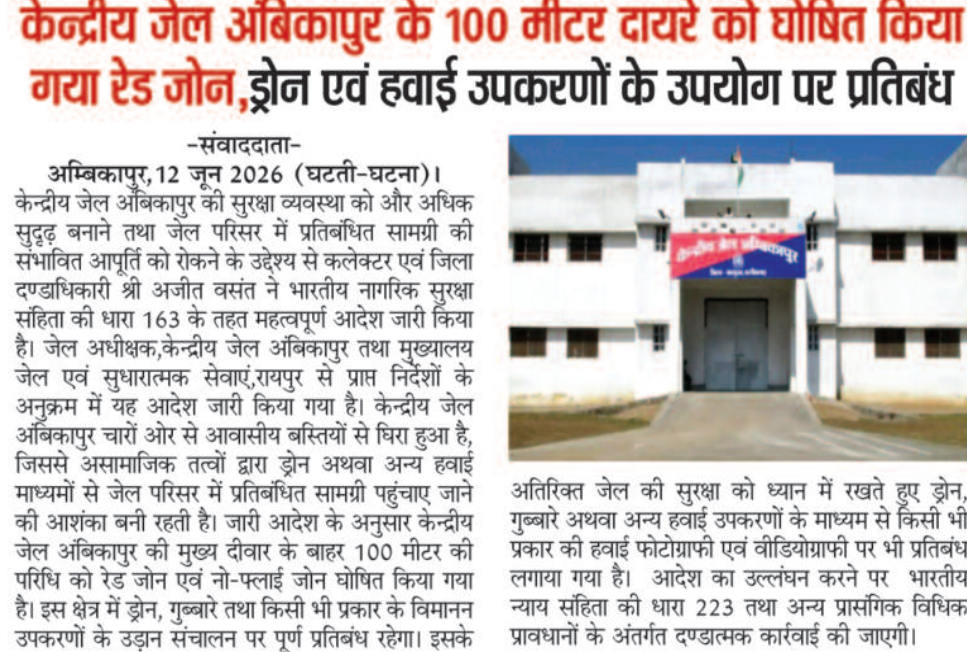 केन्द्रीय जेल अंबिकापुर के 100 मीटर दायरे को घोषित किया
गया रेड जोन,ड्रोन एवं हवाई उपकरणों के उपयोग पर प्रतिबंध
-संवाददाता-
अम्बिकापुर,12 जून 2026 (घटती-घटना)।
केन्द्रीय जेल अंबिकापुर की सुरक्षा व्यवस्था को और अधिक
सुदृढ़ बनाने तथा जेल परिसर में प्रतिबंधित सामग्री की
संभावित आपूर्ति को रोकने के उद्देश्य से कलेक्टर एवं जिला
दण्डाधिकारी श्री अजीत वसंत ने भारतीय नागरिक सुरक्षा
संहिता की धारा 163 के तहत महत्वपूर्ण आदेश जारी किया
है। जेल अधीक्षक,केन्द्रीय जेल अंबिकापुर तथा मुख्यालय
जेल एवं सुधारात्मक सेवाएं,रायपुर से प्राप्त निर्देशों के
अनुक्रम में यह आदेश जारी किया गया है। केन्द्रीय जेल
अंबिकापुर चारों ओर से आवासीय बस्तियों से घिरा हुआ है,
जिससे असामाजिक तत्वों द्वारा ड्रोन अथवा अन्य हवाई
माध्यमों से जेल परिसर में प्रतिबंधित सामग्री पहुंचाए जाने
की आशंका बनी रहती है। जारी आदेश के अनुसार केन्द्रीय
जेल अंबिकापुर की मुख्य दीवार के बाहर 100 मीटर की
परिधि को रेड जोन एवं नो-फ्लाई जोन घोषित किया गया
है। इस क्षेत्र में ड्रोन, गुब्बारे तथा किसी भी प्रकार के विमानन
उपकरणों के उड़ान संचालन पर पूर्ण प्रतिबंध रहेगा। इसके
केन्द्रीय जेल अम्बिकापुर
अतिरिक्त जेल की सुरक्षा को ध्यान में रखते हुए ड्रोन,
गुब्बारे अथवा अन्य हवाई उपकरणों के माध्यम से किसी भी
प्रकार की हवाई फोटोग्राफी एवं वीडियोग्राफी पर भी प्रतिबंध
लगाया गया है। आदेश का उल्लंघन करने पर भारतीय
न्याय संहिता की धारा 223 तथा अन्य प्रासंगिक विधिक
प्रावधानों के अंतर्गत दण्डात्मक कार्रवाई की जाएगी।